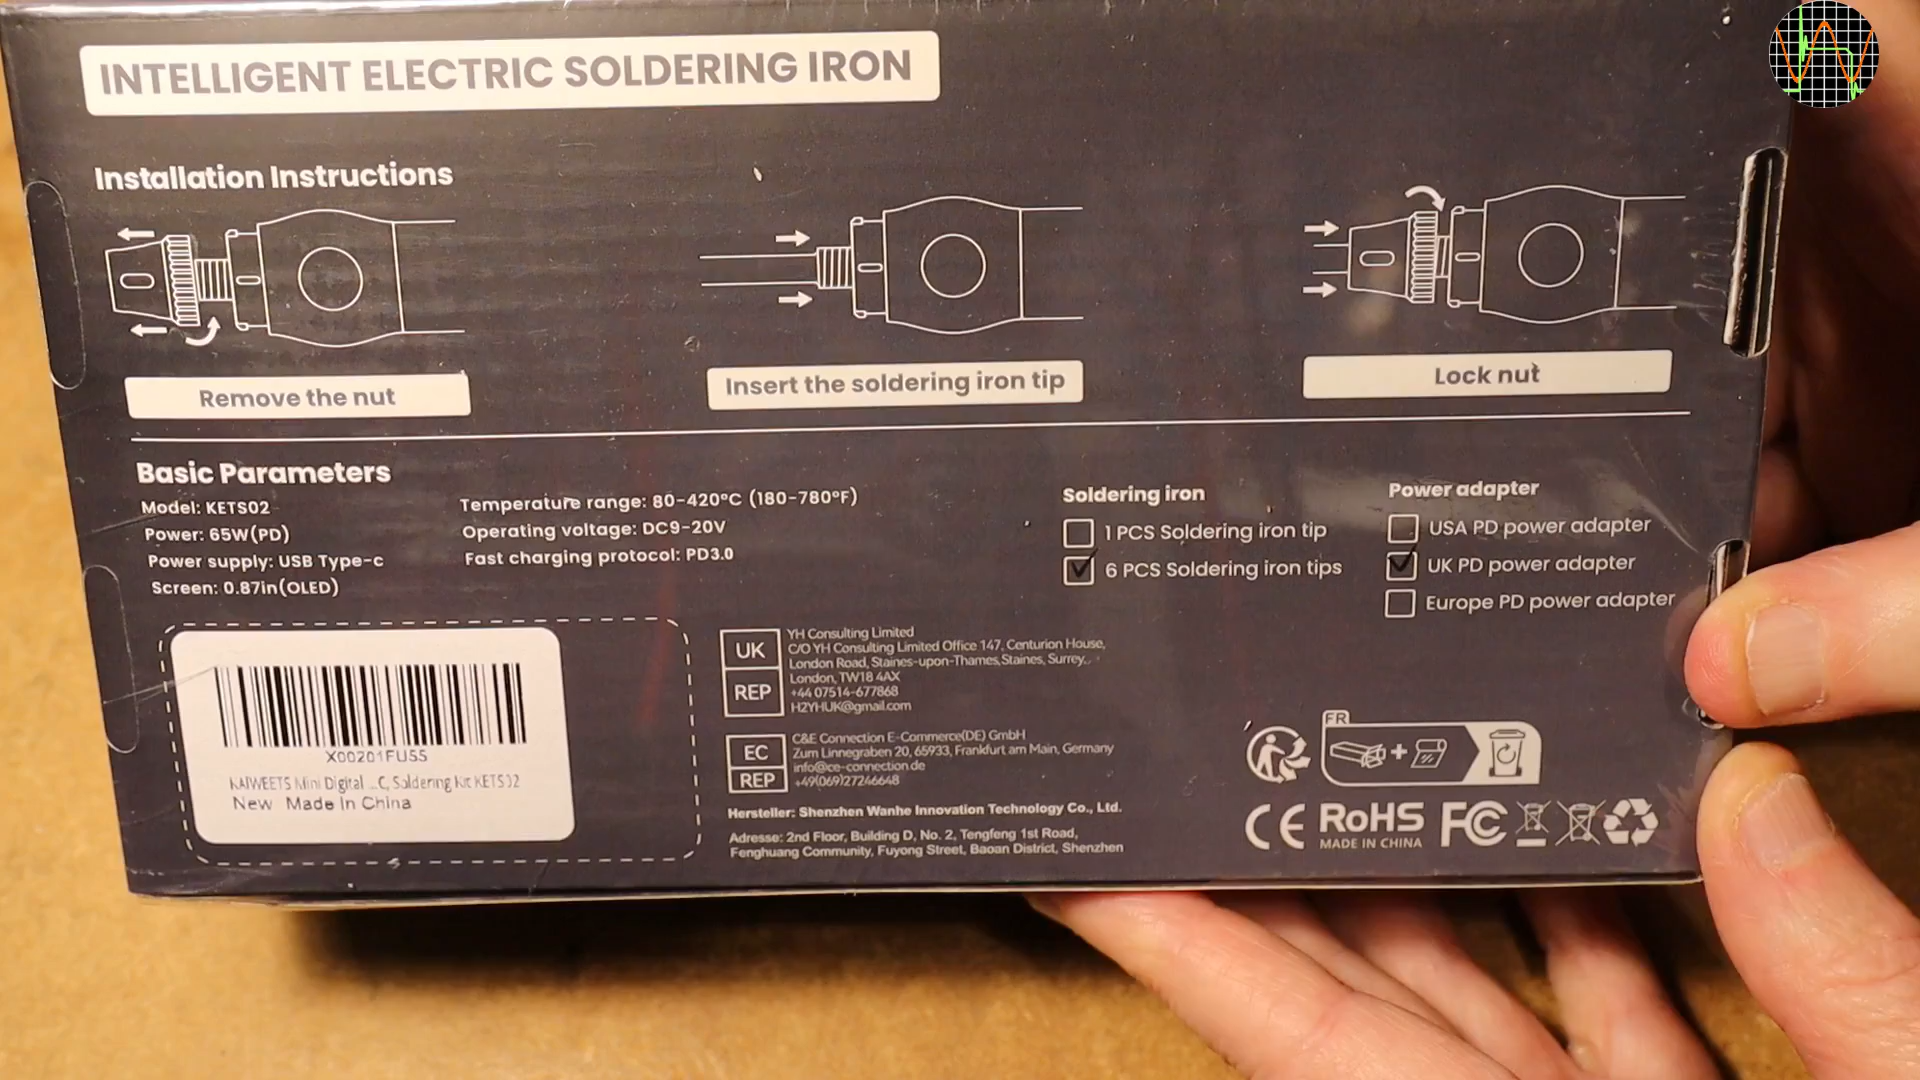 INTELLIGENT ELECTRIC SOLDERING IRON
Installation Instructions
Remove the nut
Insert the soldering iron tip
Lock nut
Basic Parameters
Model: KETS02
Power: 65W(PD)
Power supply: USB Type-c
Screen: 0.87in(OLED)
Temperature range: 80-420°C (180-780°F)
Operating voltage: DC9-20V
Fast charging protocol: PD3.0
Soldering iron
1 PCS Soldering iron tip
6 PCS Soldering iron tips
Power adapter
USA PD power adapter
UK PD power adapter
Europe PD power adapter
X00201FU55
KAIWEETS Mini Digital ...C, Soldering Kit KETS02
New Made In China
UK
REP
YH Consulting Limited
C/O YH Consulting Limited Office 147, Centurion House,
London Road, Staines-upon-Thames,Staines, Surrey,.
London, TW18 4AX
+44 07514-677868
H2YHUK@gmail.com
EC
REP
C&E Connection E-Commerce(DE) GmbH
Zum Linnegraben 20, 65933, Frankfurt am Main, Germany
info@ce-connection.de
+49(069)27246648
Hersteller: Shenzhen Wanhe Innovation Technology Co., Ltd.
Adresse: 2nd Floor, Building D, No. 2, Tengfeng 1st Road,
Fenghuang Community, Fuyong Street, Baoan District, Shenzhen
FR
CE RoHS FC
MADE IN CHINA